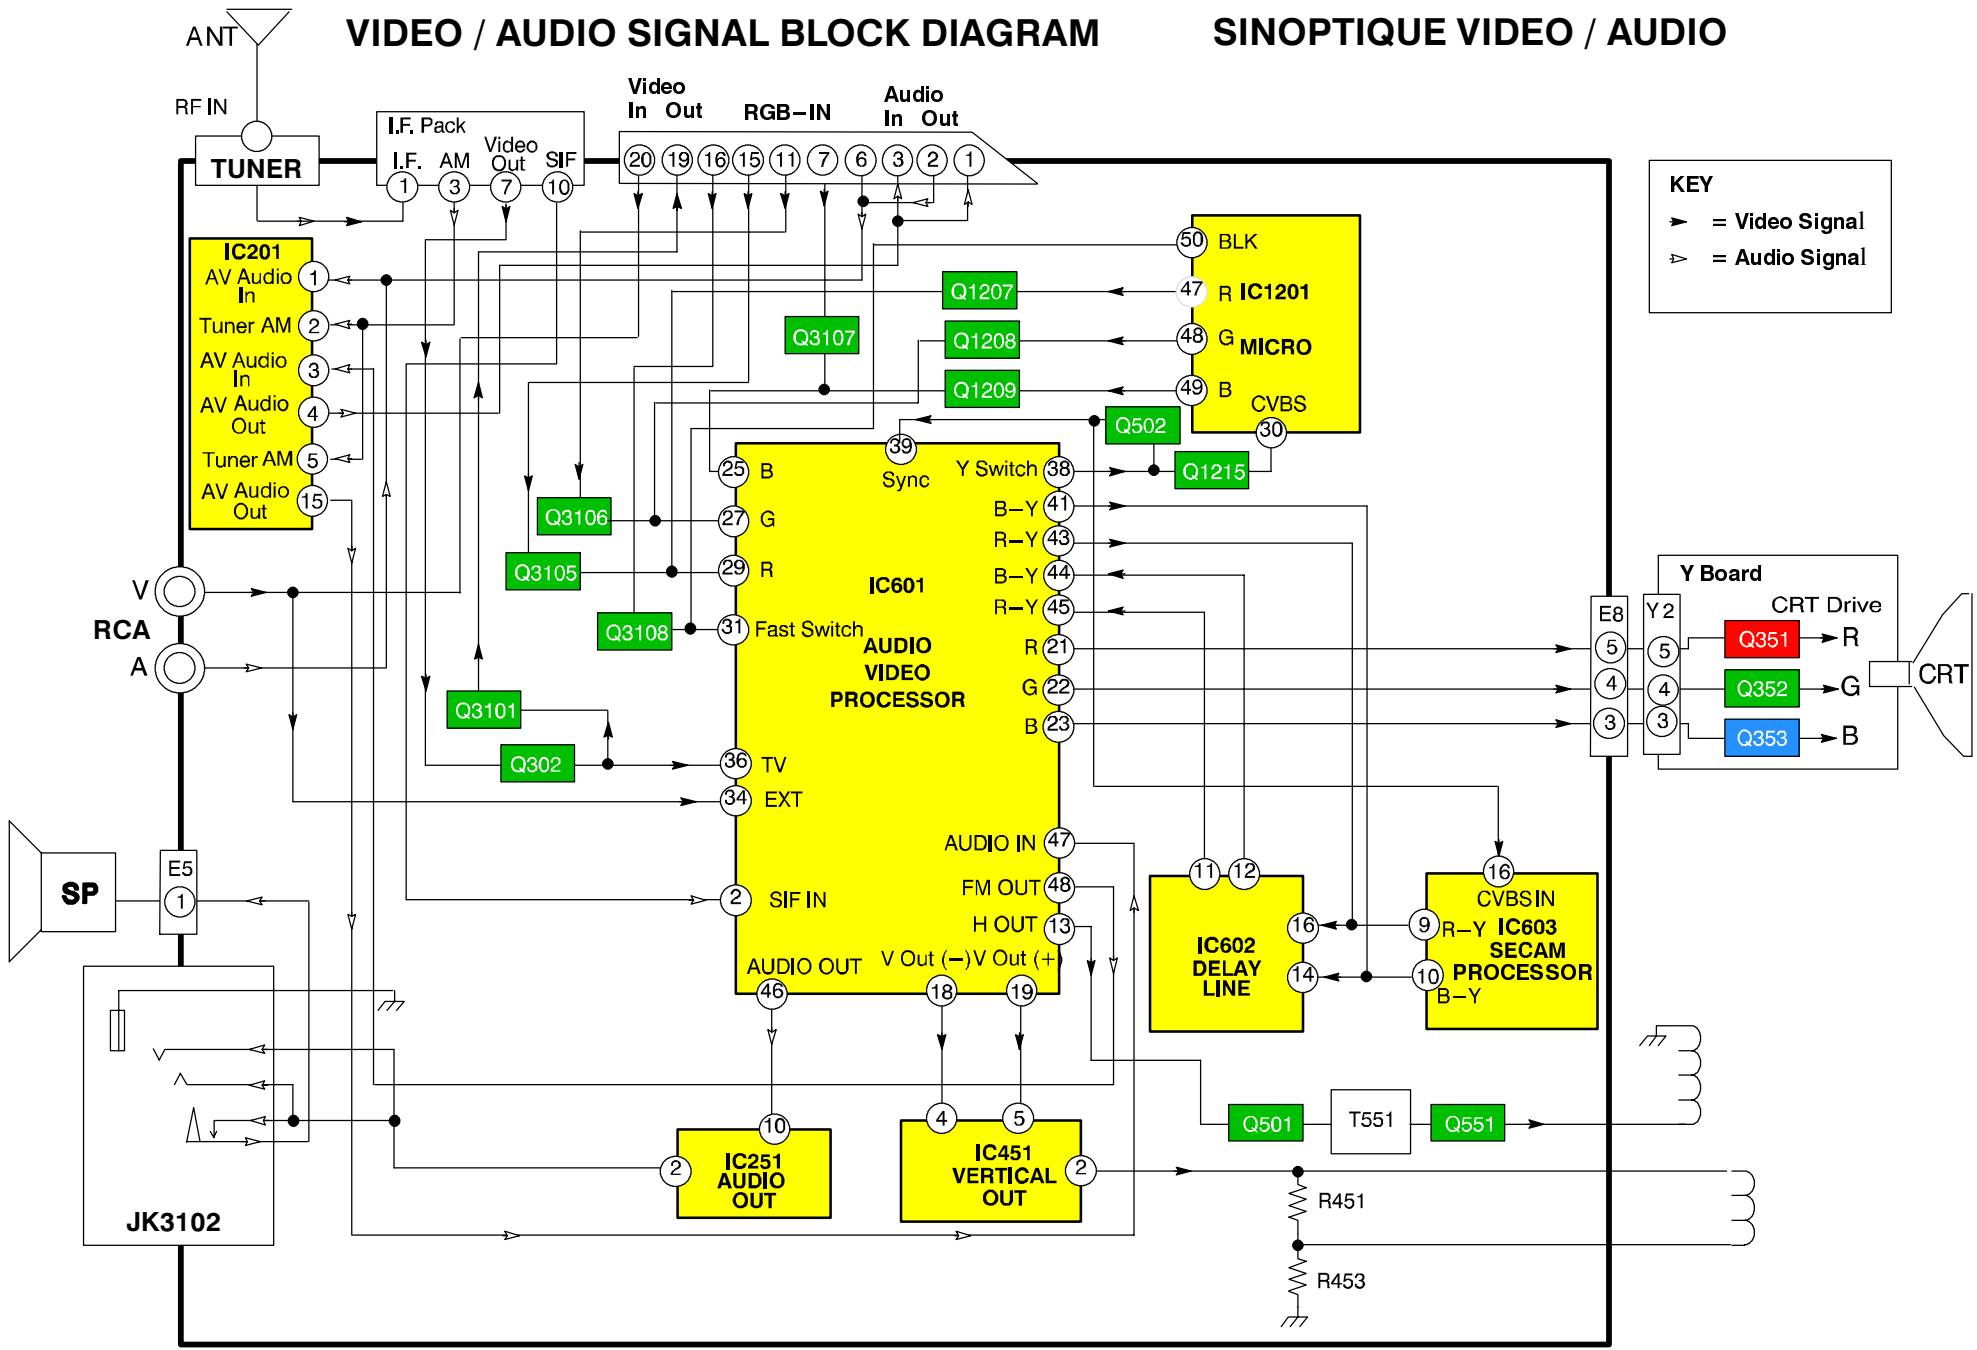 VIDEO / AUDIO SIGNAL BLOCK DIAGRAM
SINOPTIQUE VIDEO / AUDIO
ANT
RF IN
TUNER
I.F. Pack
I.F.
AM
Video
Out
SIF
1
3
7
10
Video
In Out
RGB-IN
Audio
In Out
20
19
16
15
11
7
6
3
2
1
KEY
= Video Signal
= Audio Signal
IC201
AV Audio
In
1
Tuner AM
2
AV Audio
In
3
AV Audio
Out
4
Tuner AM
5
AV Audio
Out
15
50
BLK
47
R
IC1201
48
G
MICRO
49
B
CVBS
30
Q1207
Q1208
Q1209
Q3107
Q502
Q1215
Q3106
Q3105
Q3108
Q3101
Q302
V
RCA
A
39
Sync
25
B
27
G
29
R
31
Fast Switch
36
TV
34
EXT
2
SIF IN
IC601
AUDIO
VIDEO
PROCESSOR
Y Switch
38
B-Y
41
R-Y
43
B-Y
44
R-Y
45
R
21
G
22
B
23
AUDIO IN
47
FM OUT
48
H OUT
13
AUDIO OUT
46
V Out (-)
18
V Out (+)
19
E8
5
4
3
Y2
5
4
3
Y Board
CRT Drive
Q351
R
Q352
G
Q353
B
CRT
SP
E5
1
JK3102
11
12
16
14
IC602
DELAY
LINE
16
CVBS IN
9
R-Y
IC603
SECAM
PROCESSOR
10
B-Y
10
2
IC251
AUDIO
OUT
4
5
IC451
VERTICAL
OUT
2
Q501
T551
Q551
R451
R453